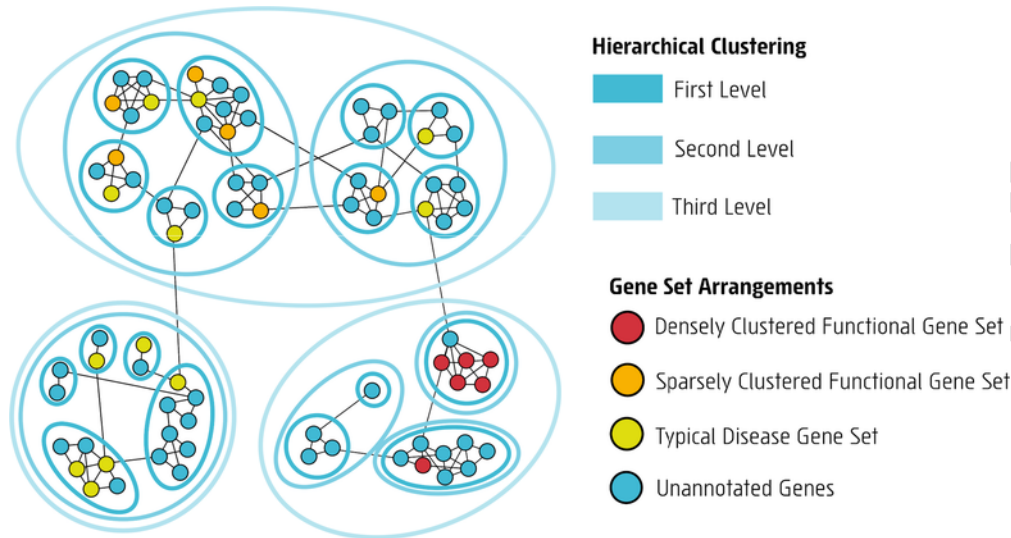 Hierarchical Clustering
First Level
Second Level
Third Level
Gene Set Arrangements
Densely Clustered Functional Gene Set
Sparsely Clustered Functional Gene Set
Typical Disease Gene Set
Unannotated Genes